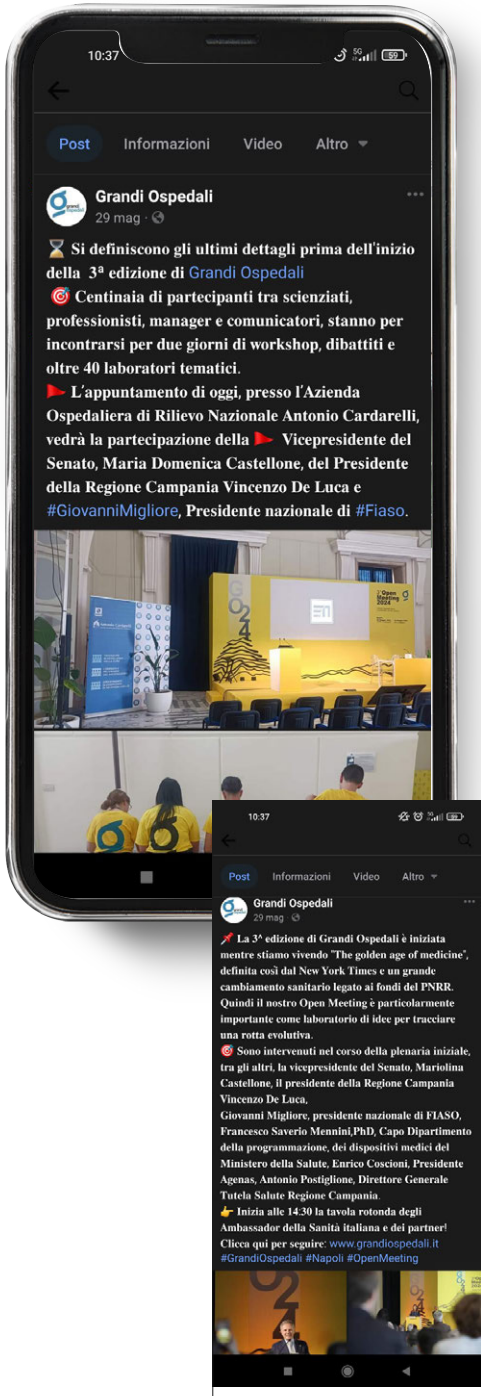 10:37
5G
59
Post Informazioni Video Altro
Grandi Ospedali
29 mag
Si definiscono gli ultimi dettagli prima dell'inizio
della 3ª edizione di Grandi Ospedali
Centinaia di partecipanti tra scienziati,
professionisti, manager e comunicatori, stanno per
incontrarsi per due giorni di workshop, dibattiti e
oltre 40 laboratori tematici.
L'appuntamento di oggi, presso l'Azienda
Ospedaliera di Rilievo Nazionale Antonio Cardarelli,
vedrà la partecipazione della Vicepresidente del
Senato, Maria Domenica Castellone, del Presidente
della Regione Campania Vincenzo De Luca e
#GiovanniMigliore, Presidente nazionale di #Fiaso.
GO24
Open
Meeting
2024
10:37
Post Informazioni Video Altro
Grandi Ospedali
29 mag
La 3^ edizione di Grandi Ospedali è iniziata
mentre stiamo vivendo "The golden age of medicine",
definita così dal New York Times e un grande
cambiamento sanitario legato ai fondi del PNRR.
Quindi il nostro Open Meeting è particolarmente
importante come laboratorio di idee per tracciare
una rotta evolutiva.
Sono intervenuti nel corso della plenaria iniziale,
tra gli altri, la vicepresidente del Senato, Mariolina
Castellone, il presidente della Regione Campania
Vincenzo De Luca,
Giovanni Migliore, presidente nazionale di FIASO,
Francesco Saverio Mennini,PhD, Capo Dipartimento
della programmazione, dei dispositivi medici del
Ministero della Salute, Enrico Coscioni, Presidente
Agenas, Antonio Postiglione, Direttore Generale
Tutela Salute Regione Campania.
Inizia alle 14:30 la tavola rotonda degli
Ambassador della Sanità italiana e dei partner!
Clicca qui per seguire: www.grandiospedali.it
#GrandiOspedali #Napoli #OpenMeeting